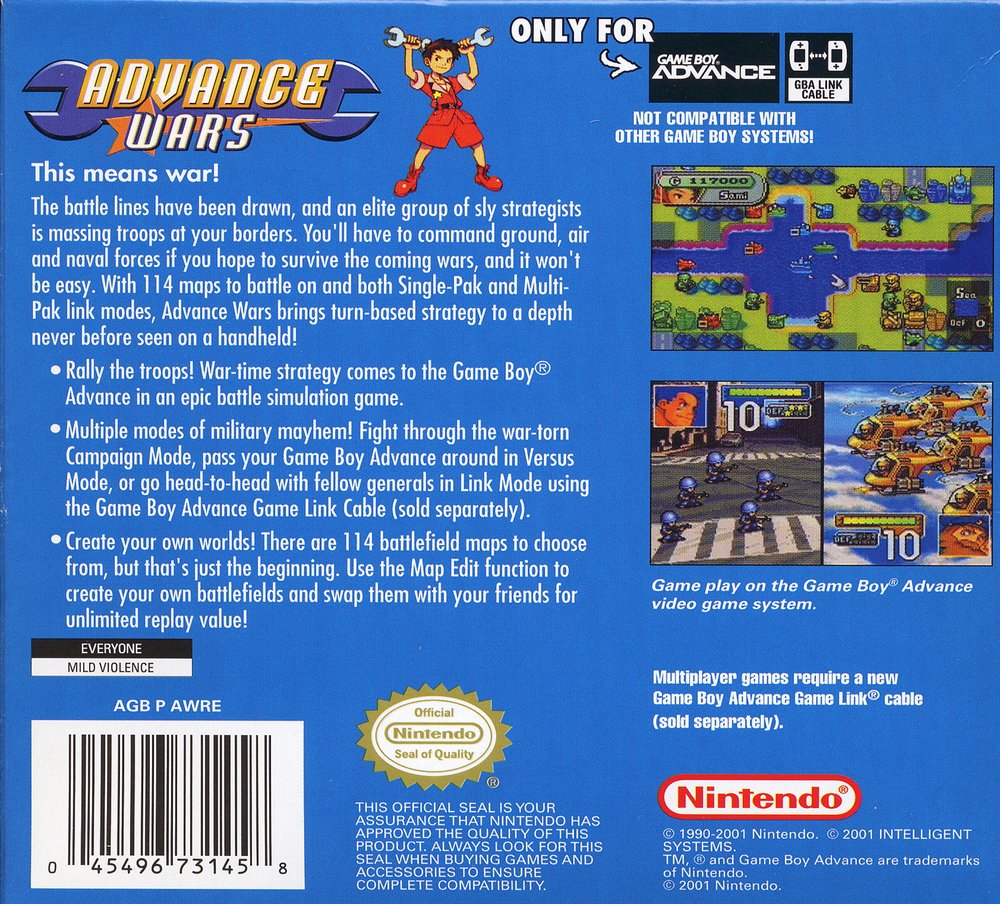 ADVANCE
WARS
ONLY FOR
GAME BOY
ADVANCE
GBA LINK
CABLE
NOT COMPATIBLE WITH
OTHER GAME BOY SYSTEMS!
This means war!
The battle lines have been drawn, and an elite group of sly strategists
is massing troops at your borders. You'll have to command ground, air
and naval forces if you hope to survive the coming wars, and it won't
be easy. With 114 maps to battle on and both Single-Pak and Multi-
Pak link modes, Advance Wars brings turn-based strategy to a depth
never before seen on a handheld!
• Rally the troops! War-time strategy comes to the Game Boy®
Advance in an epic battle simulation game.
• Multiple modes of military mayhem! Fight through the war-torn
Campaign Mode, pass your Game Boy Advance around in Versus
Mode, or go head-to-head with fellow generals in Link Mode using
the Game Boy Advance Game Link Cable (sold separately).
• Create your own worlds! There are 114 battlefield maps to choose
from, but that's just the beginning. Use the Map Edit function to
create your own battlefields and swap them with your friends for
unlimited replay value!
G 117000
Sami
Sea
DEF 0
10
DEF
DEF
10
Game play on the Game Boy® Advance
video game system.
EVERYONE
MILD VIOLENCE
AGB P AWRE
0 45496 73145 8
Official
Nintendo
Seal of Quality
®
THIS OFFICIAL SEAL IS YOUR
ASSURANCE THAT NINTENDO HAS
APPROVED THE QUALITY OF THIS
PRODUCT. ALWAYS LOOK FOR THIS
SEAL WHEN BUYING GAMES AND
ACCESSORIES TO ENSURE
COMPLETE COMPATIBILITY.
Multiplayer games require a new
Game Boy Advance Game Link® cable
(sold separately).
Nintendo®
© 1990-2001 Nintendo. © 2001 INTELLIGENT
SYSTEMS.
TM, ® and Game Boy Advance are trademarks
of Nintendo.
© 2001 Nintendo.